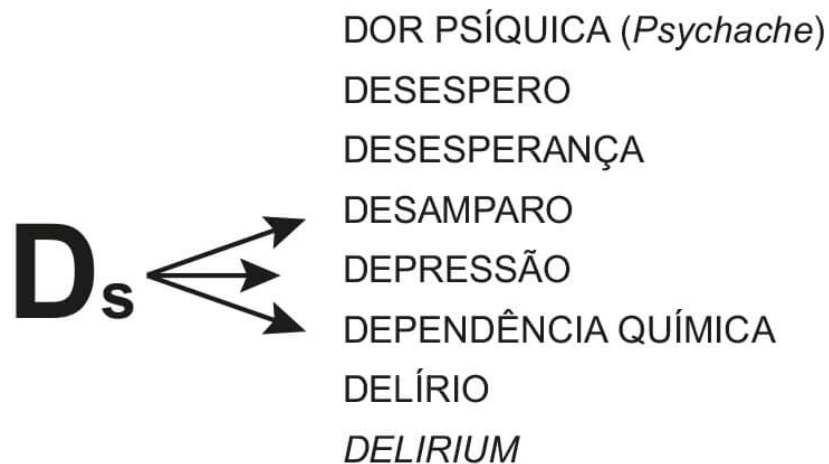 DOR PSÍQUICA (Psychache)
DESESPERO
DESESPERANÇA
DESAMPARO
Ds
DEPRESSÃO
DEPENDÊNCIA QUÍMICA
DELÍRIO
DELIRIUM